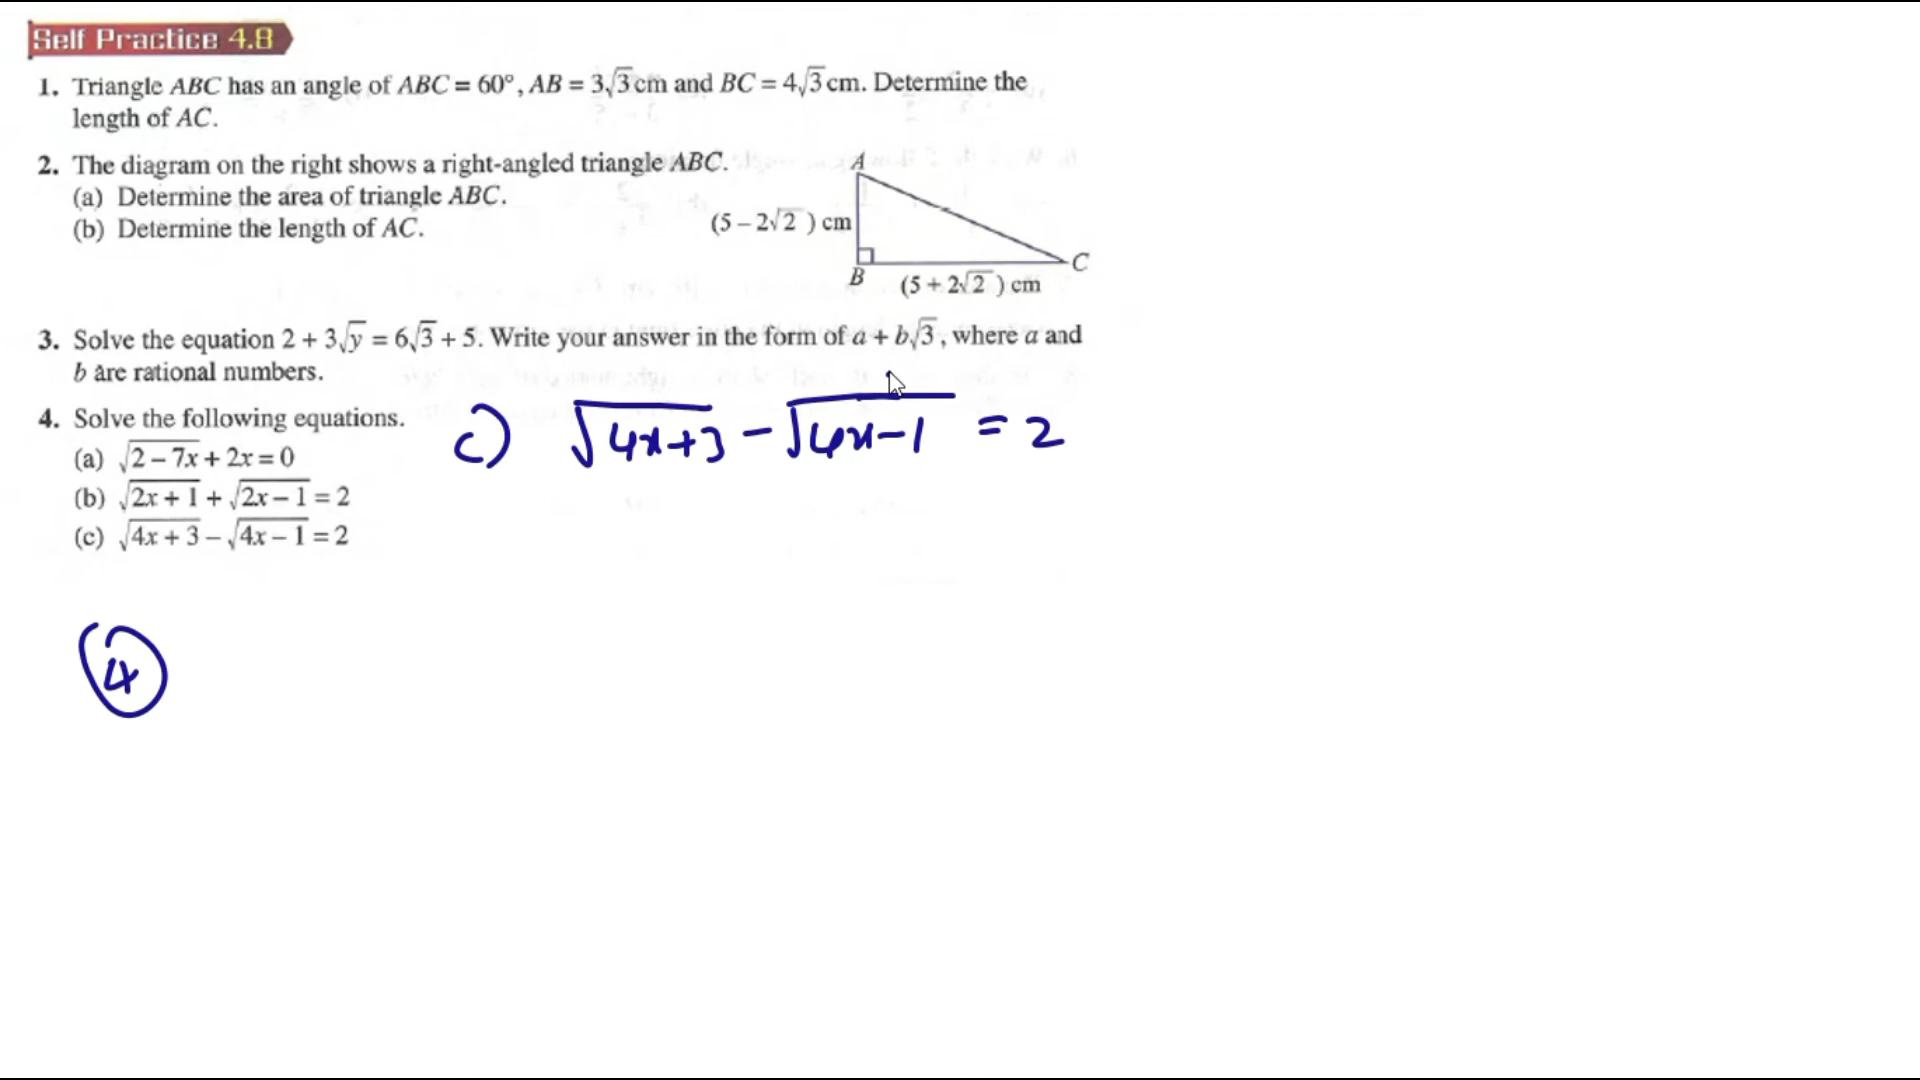 Self Practice 4.8
1. Triangle ABC has an angle of ABC = 60°, AB = 3√3 cm and BC = 4√3 cm. Determine the
length of AC.
2. The diagram on the right shows a right-angled triangle ABC.
(a) Determine the area of triangle ABC.
(b) Determine the length of AC.
A
(5 – 2√2 ) cm
B
C
(5 + 2√2 ) cm
3. Solve the equation 2 + 3√y = 6√3 + 5. Write your answer in the form of a + b√3, where a and
b are rational numbers.
4. Solve the following equations.
(a) √(2 – 7x) + 2x = 0
(b) √(2x + 1) + √(2x – 1) = 2
(c) √(4x + 3) – √(4x – 1) = 2
c) √(4x+3) – √(4x–1) = 2
4